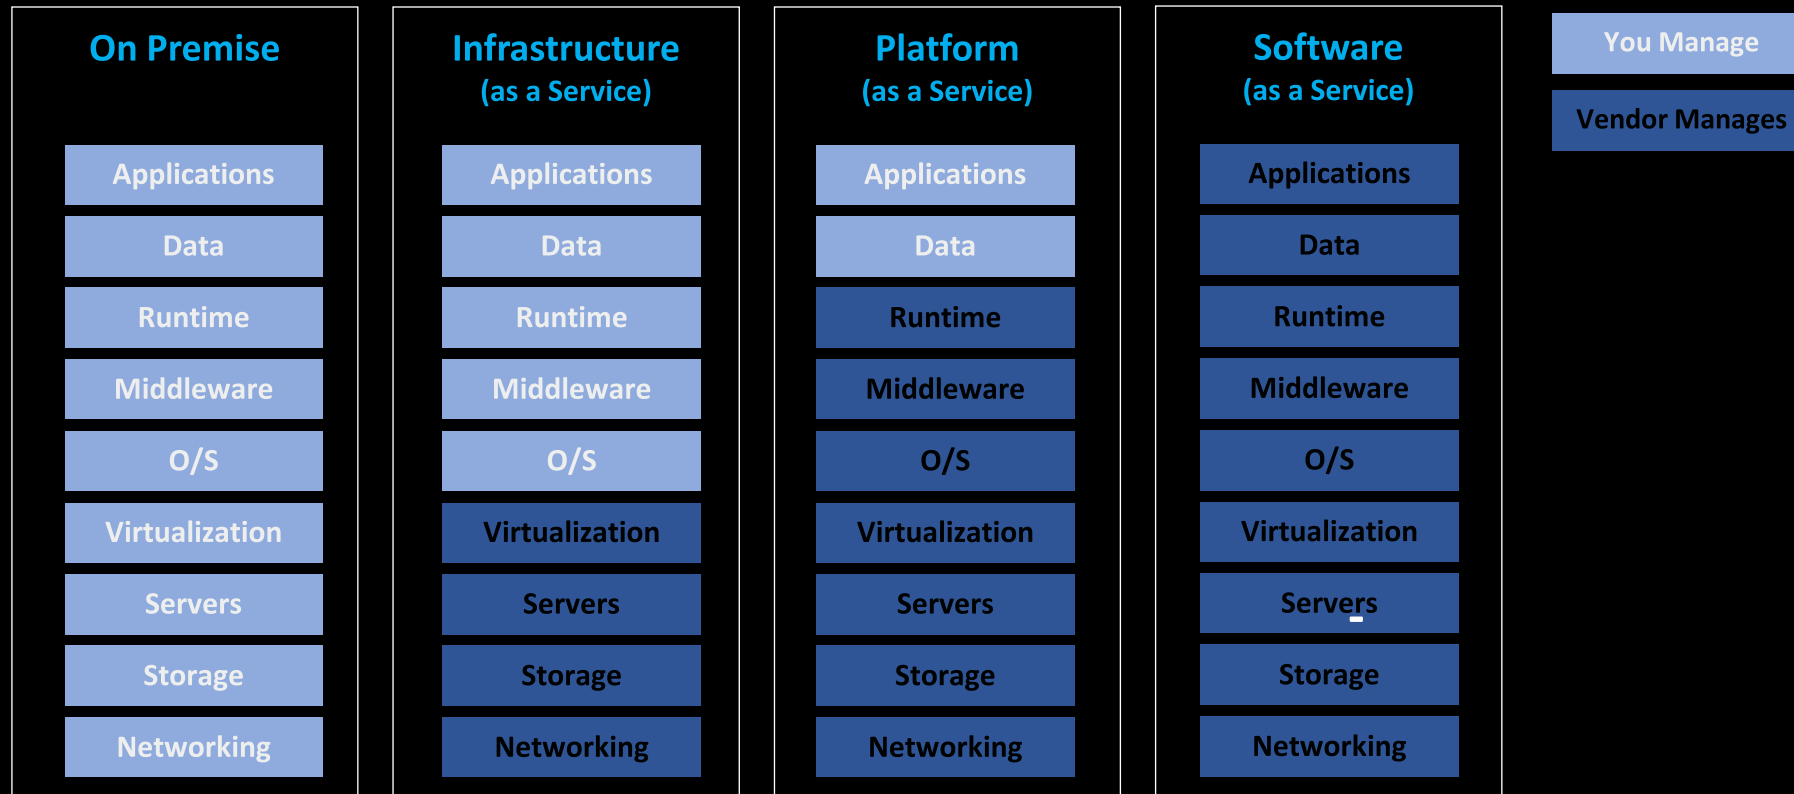 On Premise
Applications
Data
Runtime
Middleware
O/S
Virtualization
Servers
Storage
Networking
Infrastructure
(as a Service)
Applications
Data
Runtime
Middleware
O/S
Virtualization
Servers
Storage
Networking
Platform
(as a Service)
Applications
Data
Runtime
Middleware
O/S
Virtualization
Servers
Storage
Networking
Software
(as a Service)
Applications
Data
Runtime
Middleware
O/S
Virtualization
Servers
Storage
Networking
You Manage
Vendor Manages